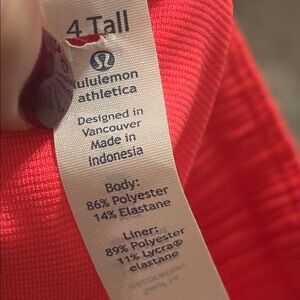 4 Tall
lululemon
athletica
Designed in
Vancouver
Made in
Indonesia
Body:
86% Polyester
14% Elastane
Liner:
89% Polyester
11% Lycra®
elastane